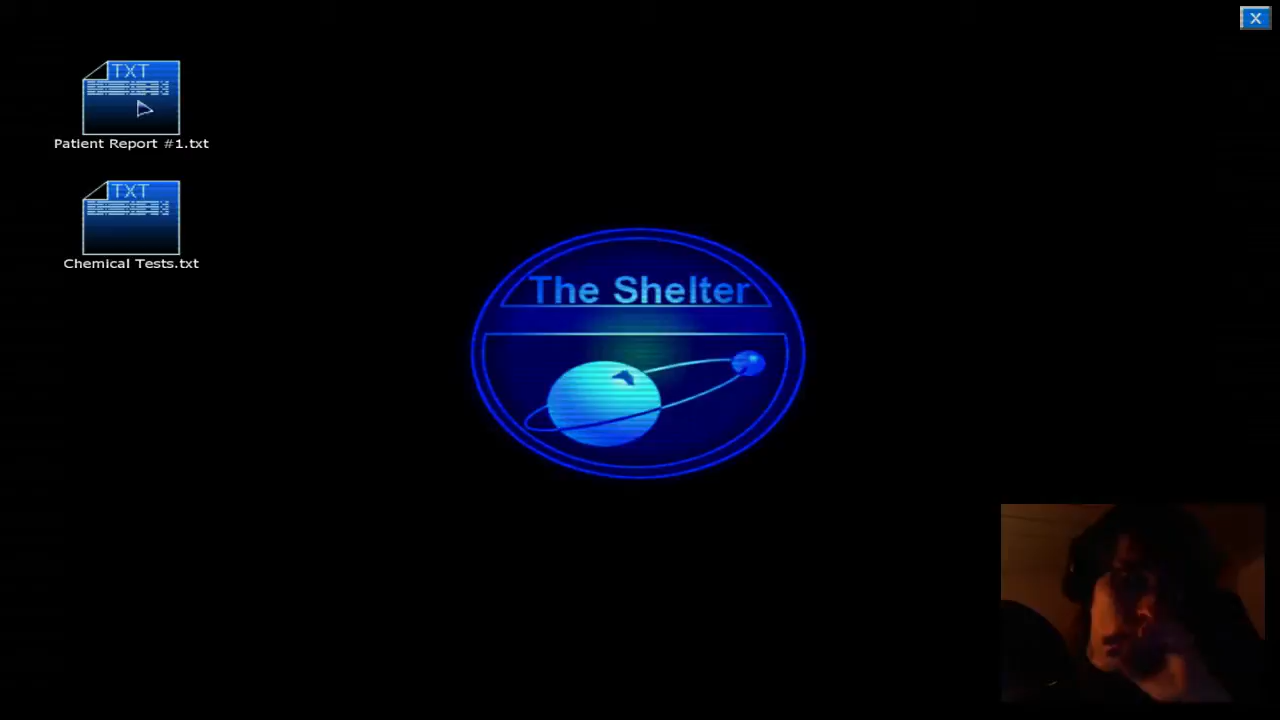 X
TXT
Patient Report #1.txt
TXT
Chemical Tests.txt
The Shelter